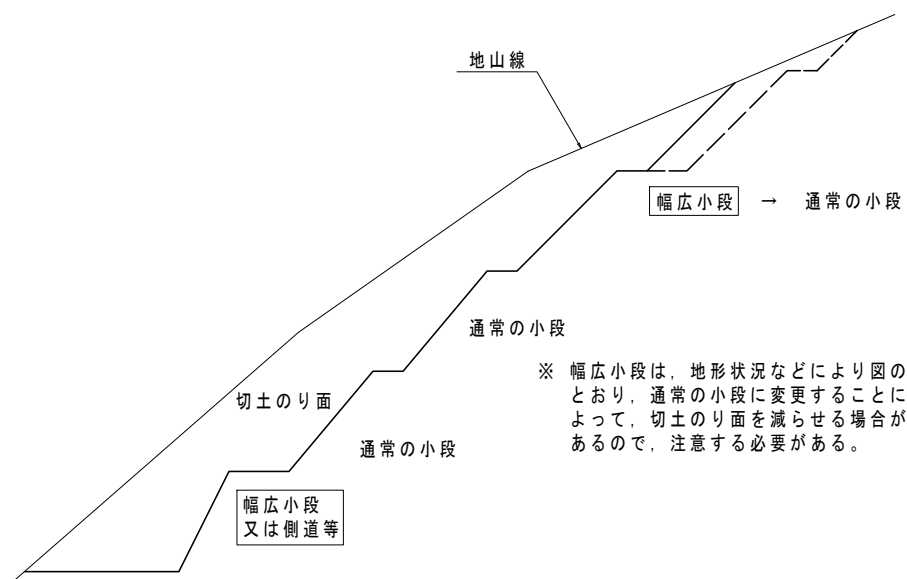 地山線
幅広小段 → 通常の小段
通常の小段
※ 幅広小段は，地形状況などにより図の
とおり，通常の小段に変更することに
よって，切土のり面を減らせる場合が
あるので，注意する必要がある。
切土のり面
通常の小段
幅広小段
又は側道等